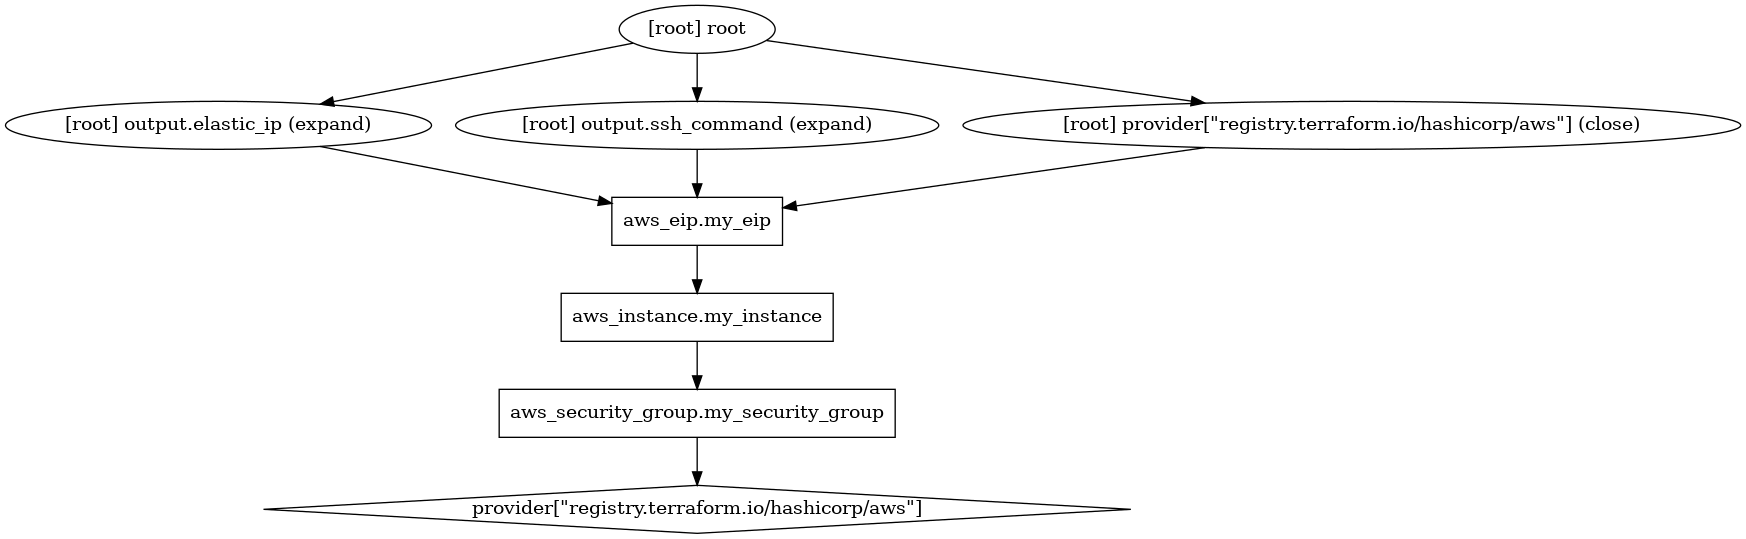 [root] root
[root] output.elastic_ip (expand)
[root] output.ssh_command (expand)
[root] provider[\"registry.terraform.io/hashicorp/aws\"] (close)
aws_eip.my_eip
aws_instance.my_instance
aws_security_group.my_security_group
provider[\"registry.terraform.io/hashicorp/aws\"]